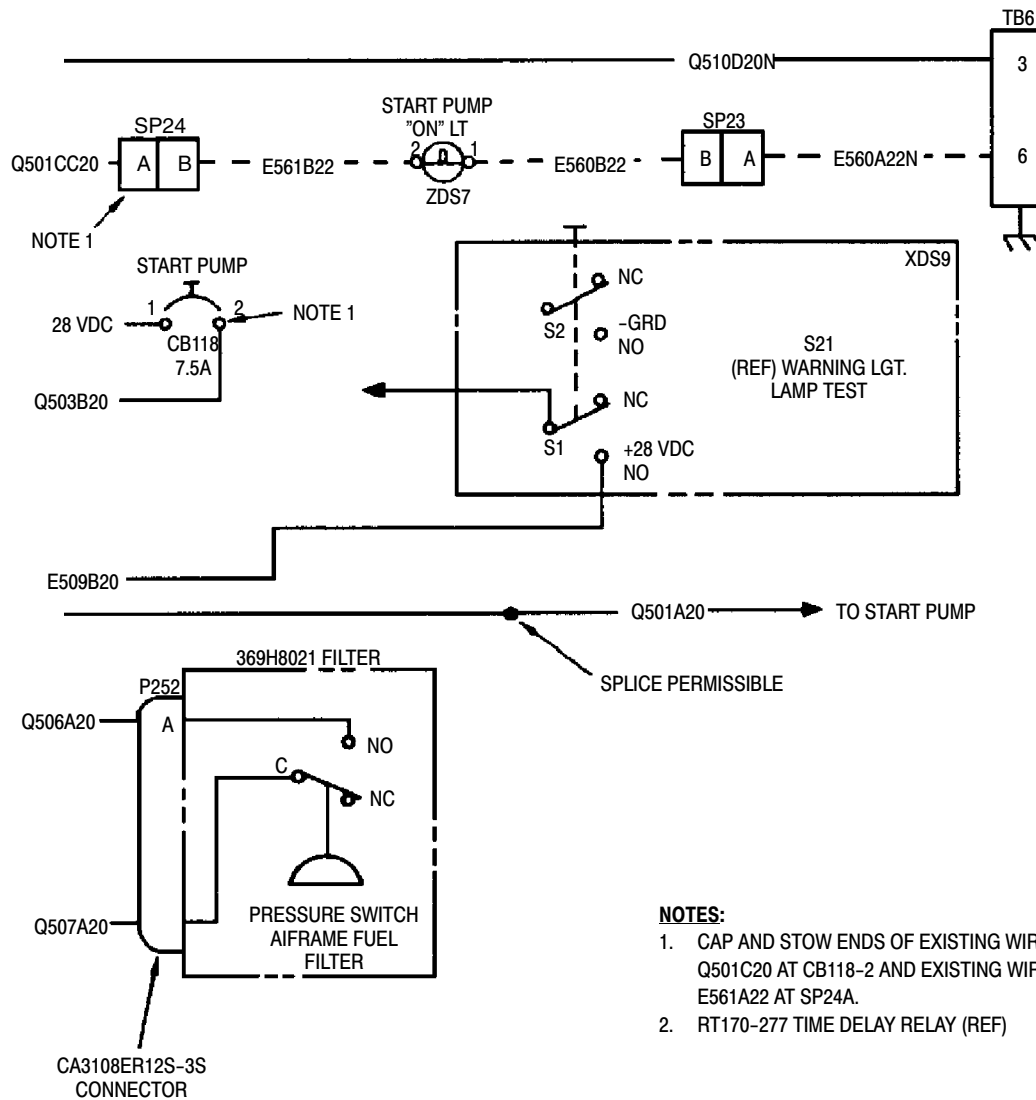 TB6
Q510D20N
3
START PUMP
"ON" LT
SP24
SP23
Q501CC20
A
B
E561B22
2
1
E560B22
B
A
E560A22N
6
ZDS7
NOTE 1
XDS9
START PUMP
NC
1
2
NOTE 1
28 VDC
S2
-GRD
NO
CB118
7.5A
S21
(REF) WARNING LGT.
LAMP TEST
Q503B20
NC
S1
+28 VDC
NO
E509B20
Q501A20
TO START PUMP
369H8021 FILTER
SPLICE PERMISSIBLE
P252
Q506A20
A
NO
C
NC
Q507A20
PRESSURE SWITCH
AIFRAME FUEL
FILTER
CA3108ER12S-3S
CONNECTOR
NOTES:
1. CAP AND STOW ENDS OF EXISTING
Q501C20 AT CB118-2 AND EXISTING
E561A22 AT SP24A.
2. RT170-277 TIME DELAY RELAY (REF)